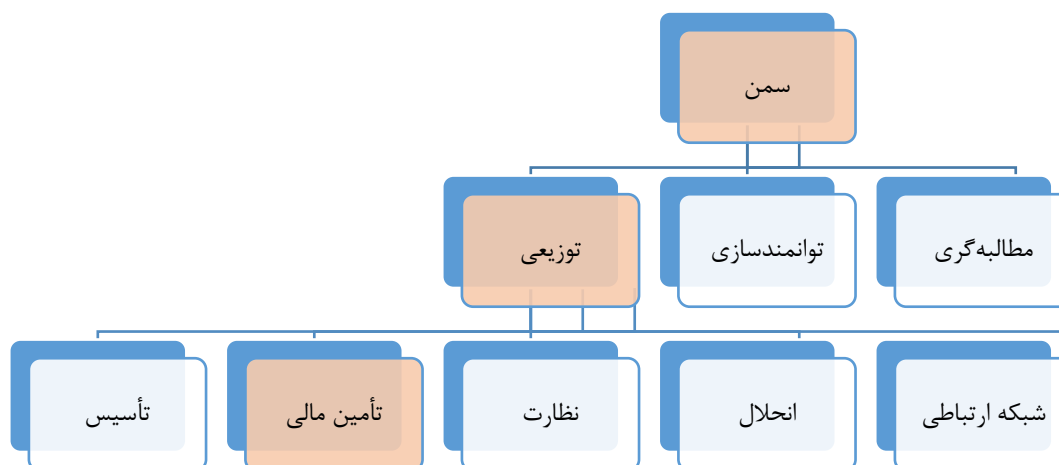 سمن
مطالبه‌گری
توانمندسازی
توزیعی
شبکه ارتباطی
انحلال
نظارت
تأمین مالی
تأسیس